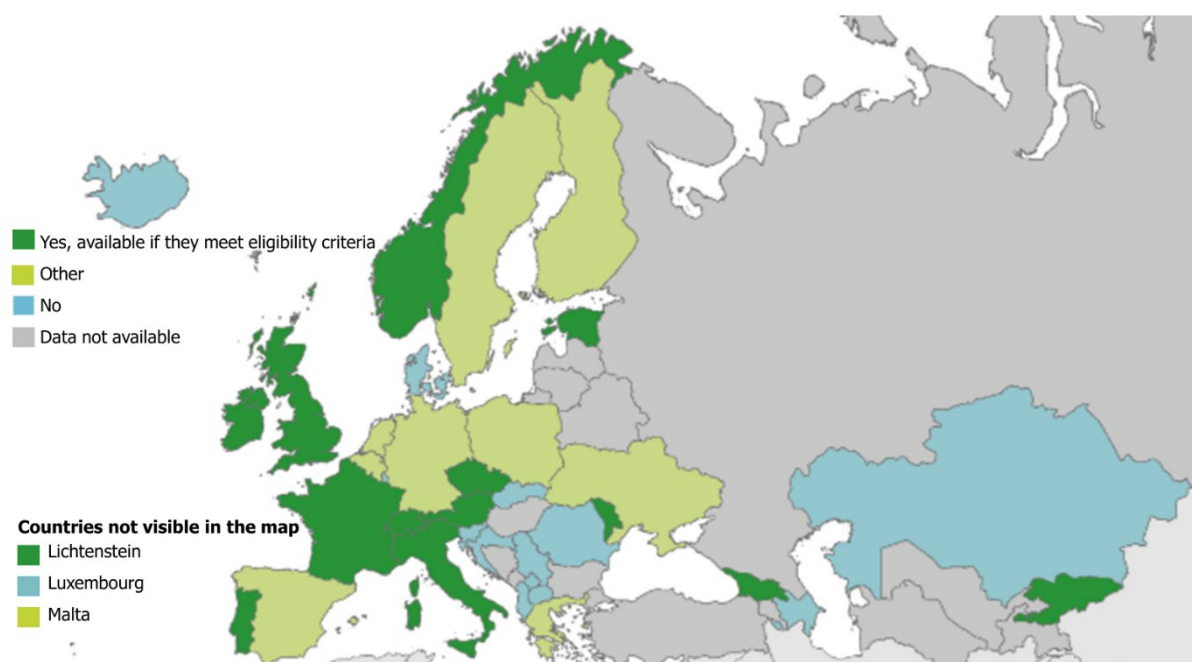 Yes, available if they meet eligibility criteria
Other
No
Data not available
Countries not visible in the map
Lichtenstein
Luxembourg
Malta